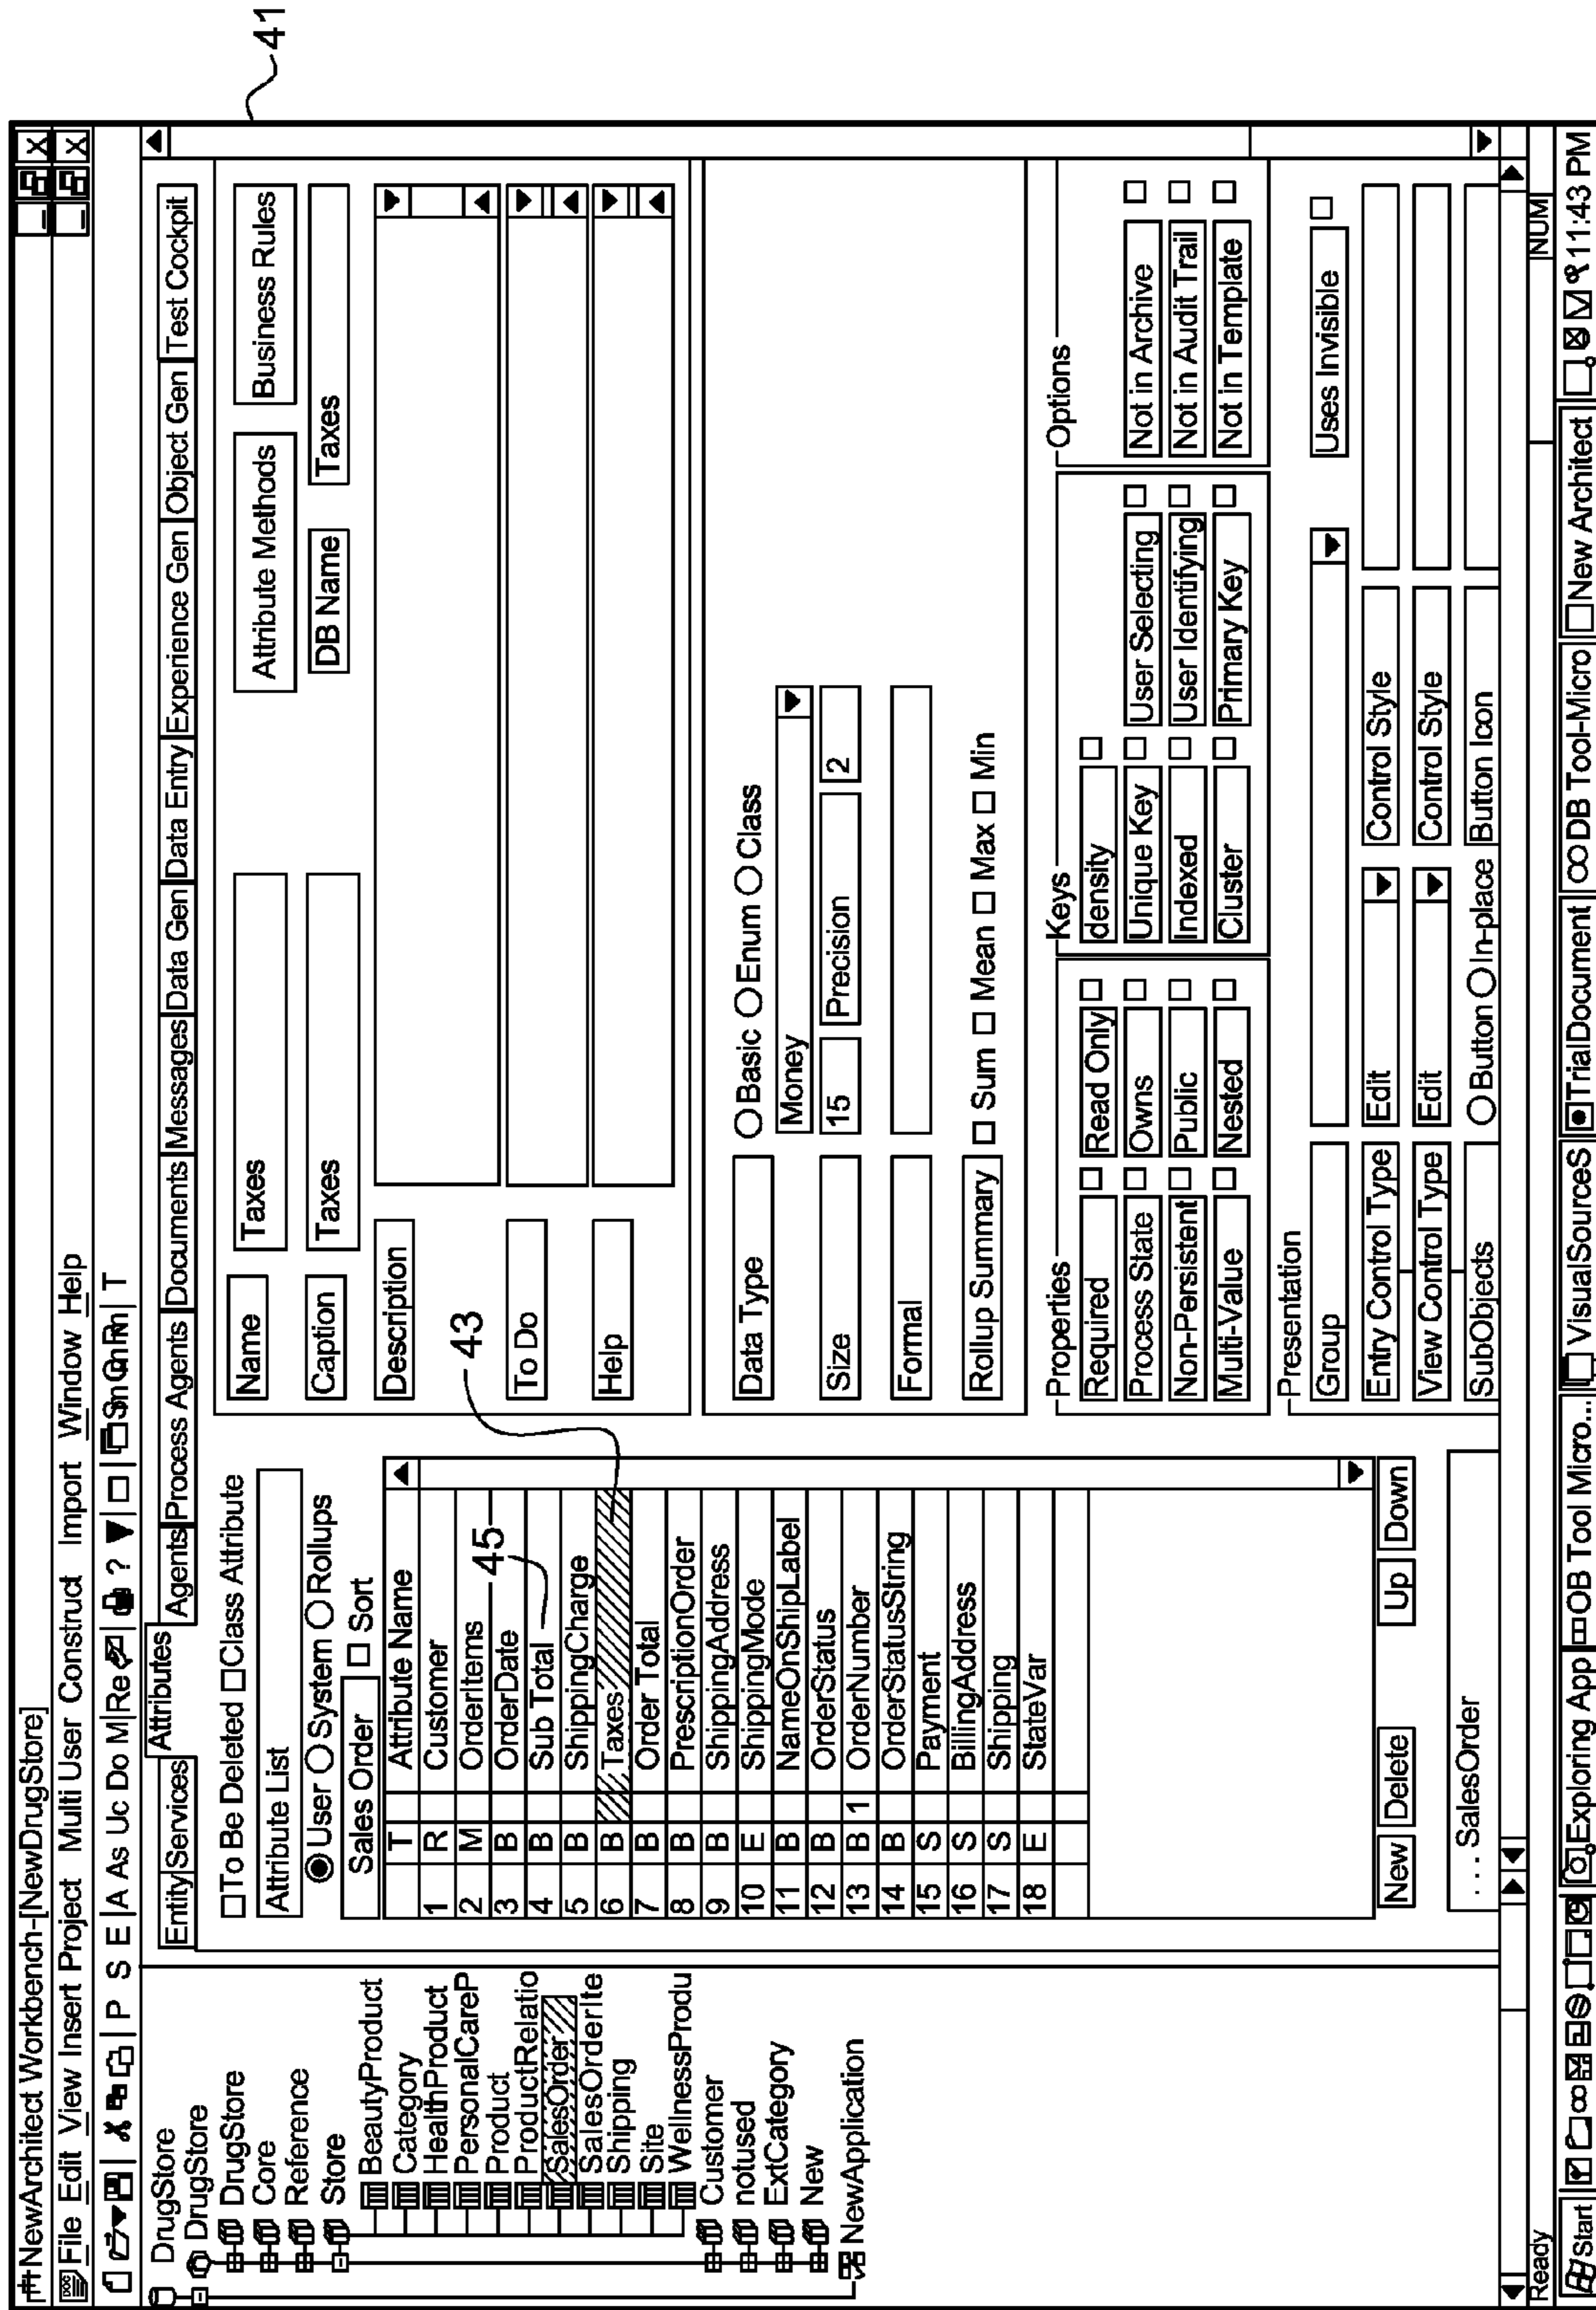 NewArchitect Workbench-[NewDrugStore]
File Edit View Insert Project Multi User Construct Import Window Help
P S E A As Uc Do M Re ? T
DrugStore
DrugStore
DrugStore
Core
Reference
Store
BeautyProduct
Category
HealthProduct
PersonalCareP
Product
ProductRelatio
SalesOrder
SalesOrderIte
Shipping
Site
WellnessProdu
Customer
notused
ExtCategory
New
NewApplication
Entity Services Attributes Agents Process Agents Documents Messages Data Gen Data Entry Experience Gen Object Gen Test Cockpit
To Be Deleted Class Attribute
Attribute List
User System Rollups
Sales Order Sort
T Attribute Name
1 R Customer
2 M OrderItems
3 B OrderDate
4 B Sub Total
5 B ShippingCharge
6 B Taxes
7 B Order Total
8 B PrescriptionOrder
9 B ShippingAddress
10 E ShippingMode
11 B NameOnShipLabel
12 B OrderStatus
13 B 1 OrderNumber
14 B OrderStatusString
15 S Payment
16 S BillingAddress
17 S Shipping
18 E StateVar
New Delete Up Down
...SalesOrder
45
43
41
Name Taxes Attribute Methods Business Rules
Caption Taxes DB Name Taxes
Description
To Do
Help
Data Type Basic Enum Class
Money
Size 15 Precision 2
Formal
Rollup Summary Sum Mean Max Min
Properties Keys Options
Required Read Only density
Process State Owns Unique Key User Selecting Not in Archive
Non-Persistent Public Indexed User Identifying Not in Audit Trail
Multi-Value Nested Cluster Primary Key Not in Template
Presentation
Group Uses Invisible
Entry Control Type Edit Control Style
View Control Type Edit Control Style
SubObjects Button In-place Button Icon
Ready NUM
Start Exploring App OB Tool Micro... VisualSourceS TrialDocument DB Tool-Micro New Architect 11:43 PM